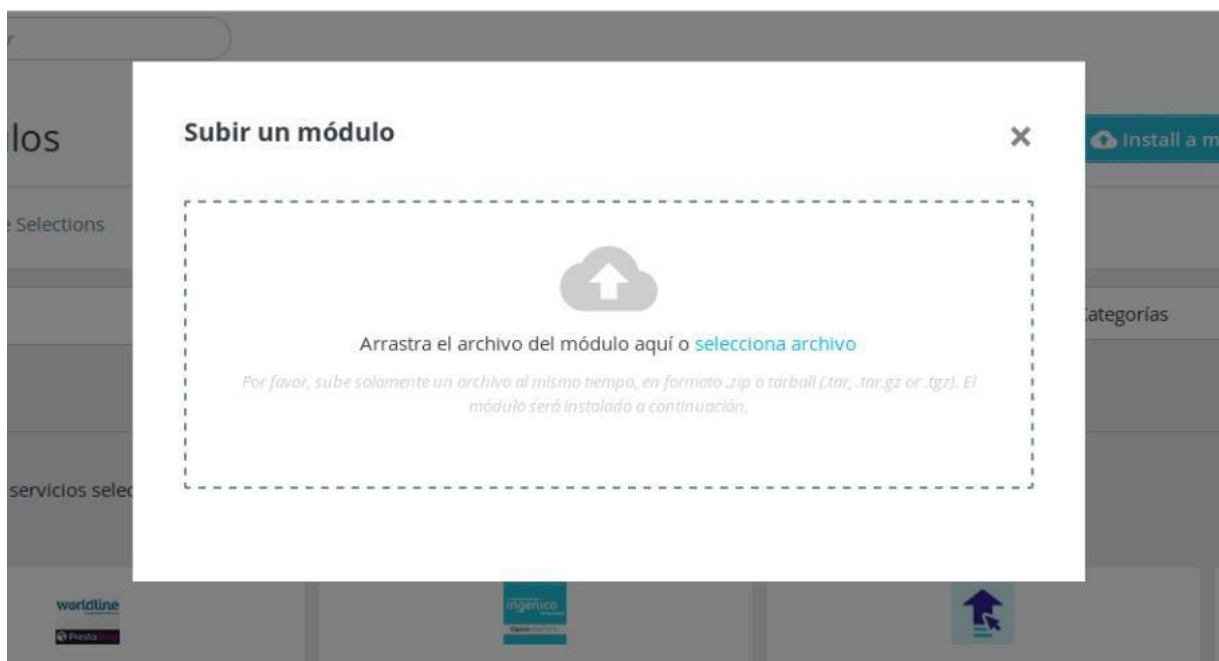 Subir un módulo
×
los
Install a m
e Selections
Arrastra el archivo del módulo aquí o selecciona archivo
ategorías
Por favor, sube solamente un archivo al mismo tiempo, en formato .zip o tarball (.tar, .tar.gz or .tgz). El
módulo será instalado a continuación.
servicios selec
worldline
PrestaShop
ingenico